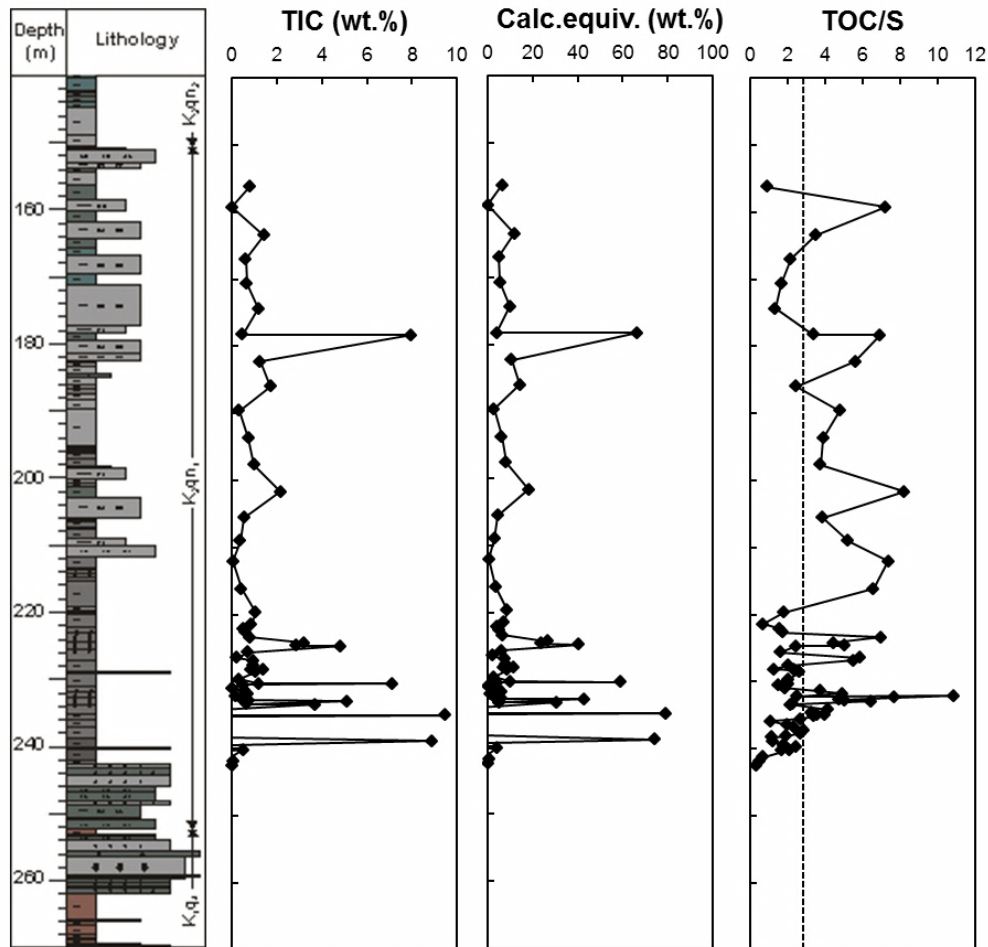 Depth
(m)
Lithology
TIC (wt.%)
Calc.equiv. (wt.%)
TOC/S
0 2 4 6 8 10
0 20 40 60 80 100
0 2 4 6 8 10 12
K₂qn₂
160
180
K₂qn₁
200
220
240
260